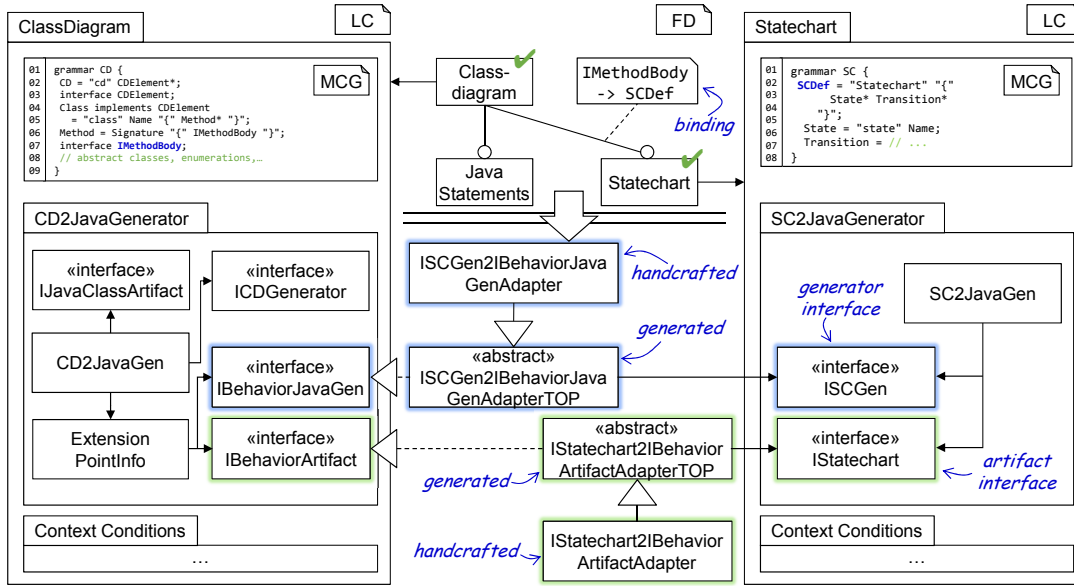 ClassDiagram
LC
MCG
01 grammar CD {
02 CD = "cd" CDElement*;
03 interface CDElement;
04 Class implements CDElement
05 = "class" Name "{" Method* "}";
06 Method = Signature "{" IMethodBody "}";
07 interface IMethodBody;
08 // abstract classes, enumerations,…
09 }
CD2JavaGenerator
«interface»
IJavaClassArtifact
«interface»
ICDGenerator
CD2JavaGen
«interface»
IBehaviorJavaGen
Extension
PointInfo
«interface»
IBehaviorArtifact
Context Conditions
…
FD
Class-
diagram
IMethodBody
-> SCDef
binding
Java
Statements
Statechart
ISCGen2IBehaviorJava
GenAdapter
handcrafted
generated
«abstract»
ISCGen2IBehaviorJava
GenAdapterTOP
«abstract»
IStatechart2IBehavior
ArtifactAdapterTOP
generated
handcrafted
IStatechart2IBehavior
ArtifactAdapter
Statechart
LC
MCG
01 grammar SC {
02 SCDef = "Statechart" "{"
03 State* Transition*
04 "}";
05 State = "state" Name;
06 Transition = // ...
07 }
08
SC2JavaGenerator
generator
interface
SC2JavaGen
«interface»
ISCGen
«interface»
IStatechart
artifact
interface
Context Conditions
…